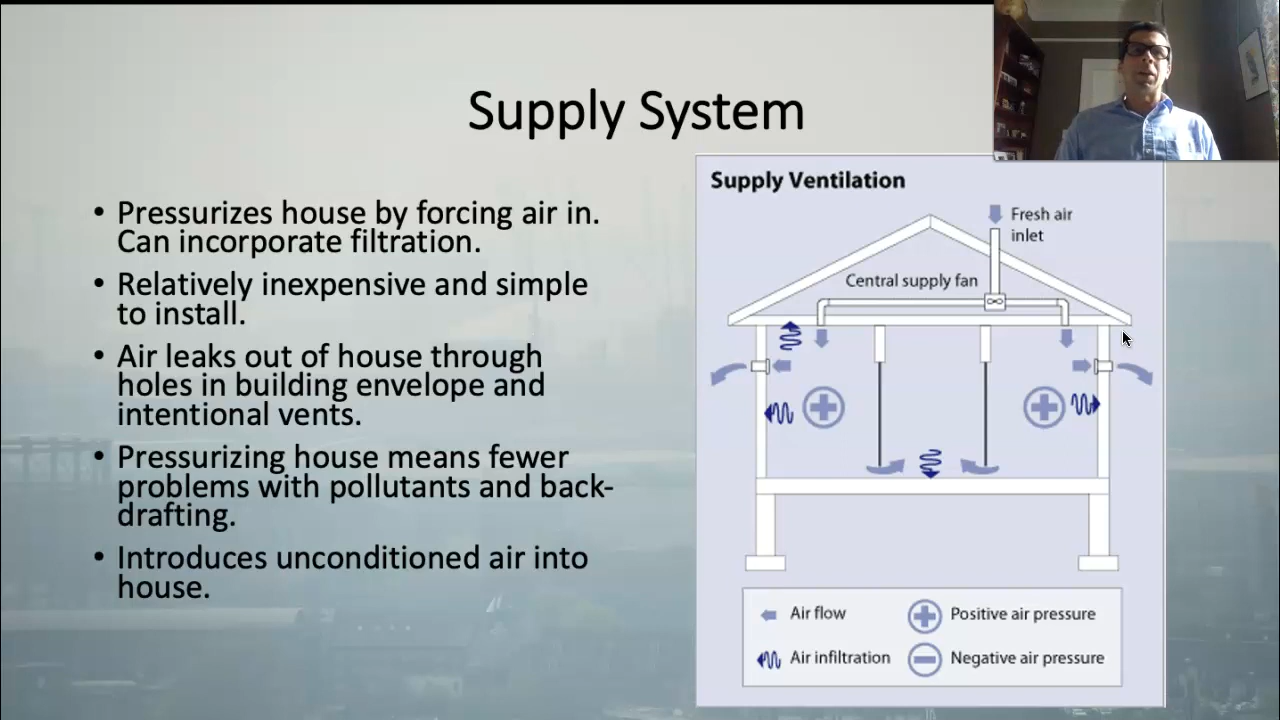 Supply System
• Pressurizes house by forcing air in.
Can incorporate filtration.
• Relatively inexpensive and simple
to install.
• Air leaks out of house through
holes in building envelope and
intentional vents.
• Pressurizing house means fewer
problems with pollutants and back-
drafting.
• Introduces unconditioned air into
house.
Supply Ventilation
Fresh air
inlet
Central supply fan
Air flow
Positive air pressure
Air infiltration
Negative air pressure